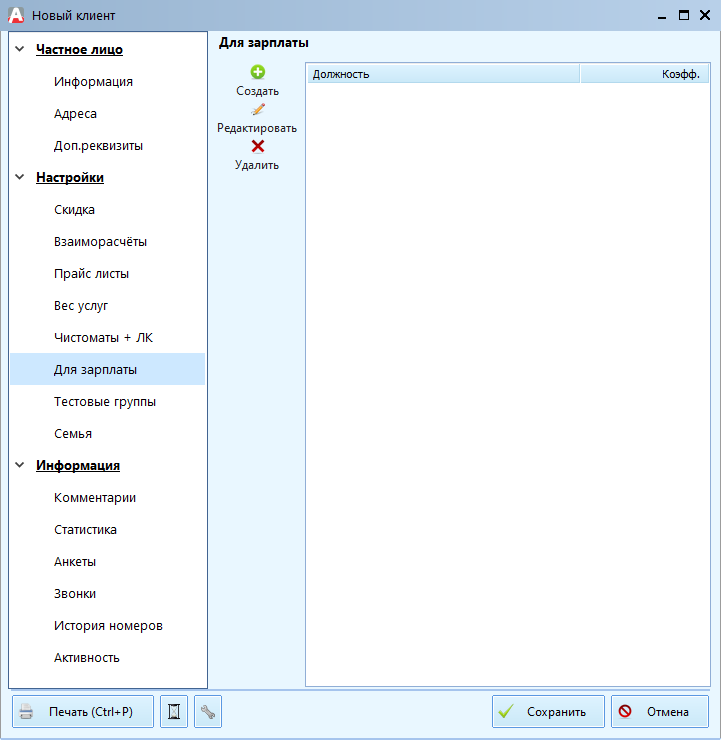 Новый клиент
Частное лицо
Информация
Адреса
Доп.реквизиты
Настройки
Скидка
Взаиморасчёты
Прайс листы
Вес услуг
Чистоматы + ЛК
Для зарплаты
Тестовые группы
Семья
Информация
Комментарии
Статистика
Анкеты
Звонки
История номеров
Активность
Для зарплаты
Создать
Редактировать
Удалить
Должность Коэфф.
Печать (Ctrl+P) Сохранить Отмена